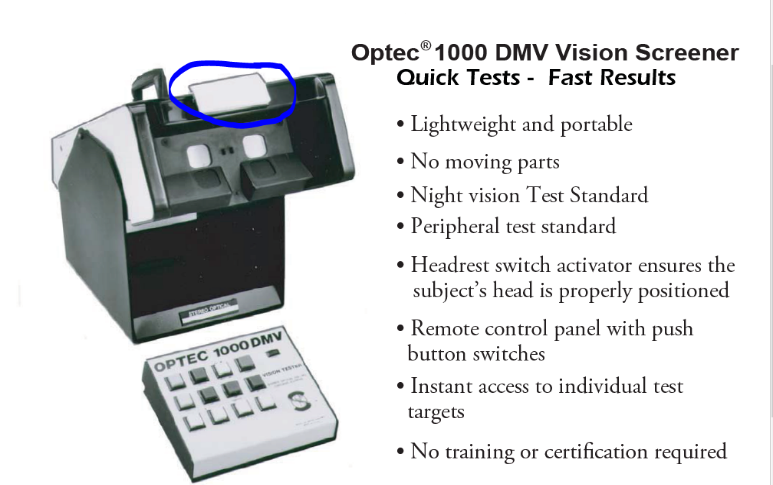 Optec® 1000 DMV Vision Screener
Quick Tests - Fast Results
• Lightweight and portable
• No moving parts
• Night vision Test Standard
• Peripheral test standard
• Headrest switch activator ensures the
subject's head is properly positioned
• Remote control panel with push
button switches
• Instant access to individual test
targets
• No training or certification required
STEREO OPTICAL
OPTEC 1000 DMV
VISION TESTER